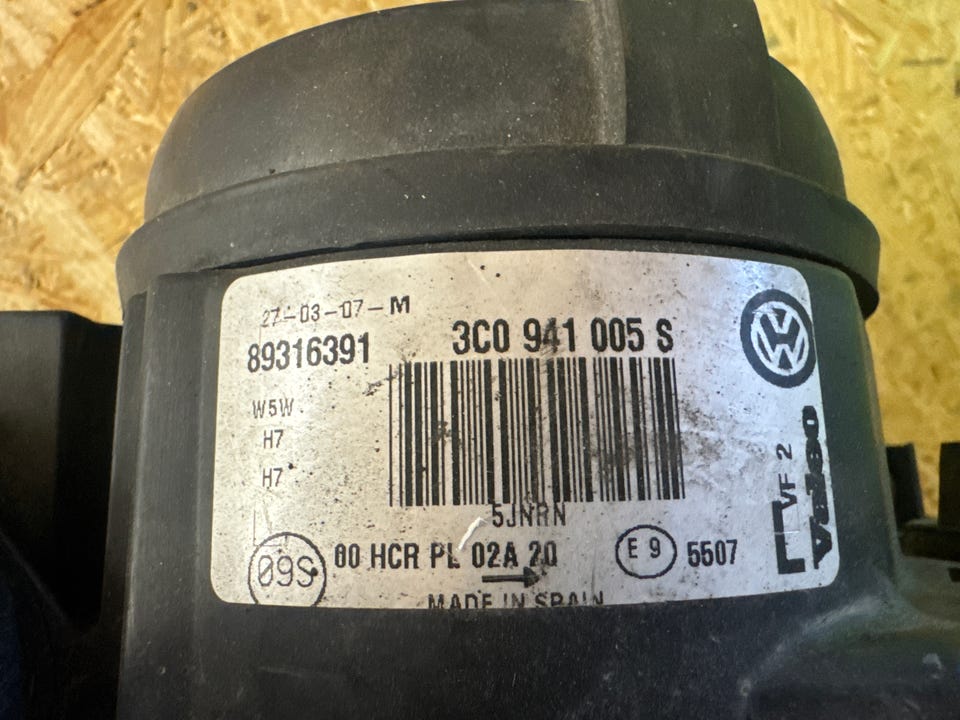 27-03-07-M
89316391
3C0 941 005 S
W5W
H7
H7
5JNRN
09S
00 HCR PL 02A 20
E 9
5507
MADE IN SPAIN
L
VF 2
Valeo